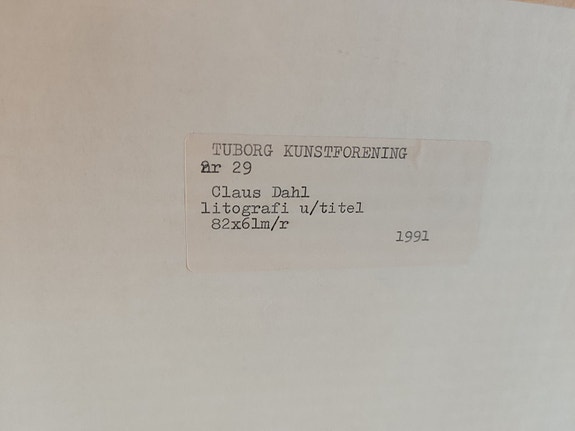 TUBORG KUNSTFORENING
nr 29
Claus Dahl
litografi u/titel
82x61m/r
1991